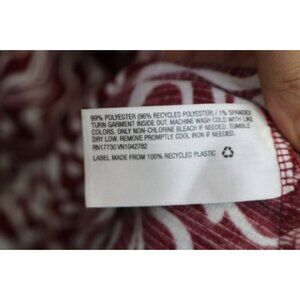 99% POLYESTER (96% RECYCLED POLYESTER) / 1% SPANDEX
TURN GARMENT INSIDE OUT. MACHINE WASH COLD WITH LIKE
COLORS. ONLY NON-CHLORINE BLEACH IF NEEDED. TUMBLE
DRY LOW. REMOVE PROMPTLY. COOL IRON IF NEEDED.
RN17730 VN1042782
LABEL MADE FROM 100% RECYCLED PLASTIC